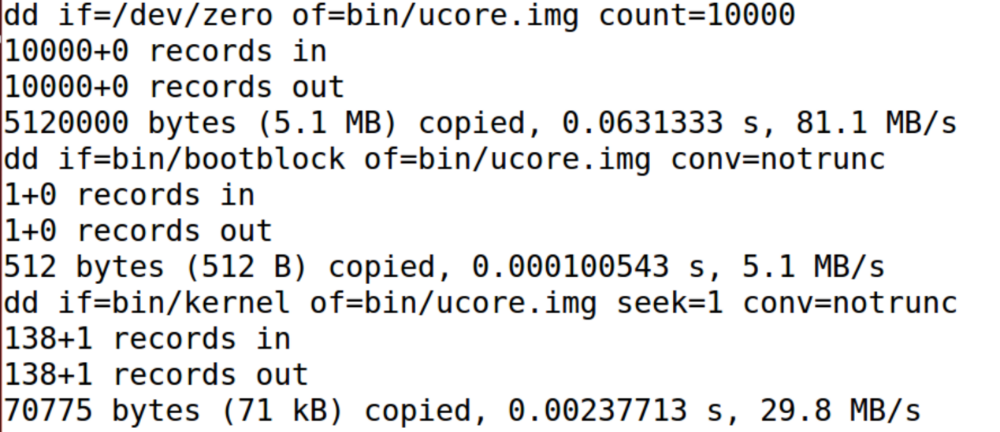 dd if=/dev/zero of=bin/ucore.img count=10000
10000+0 records in
10000+0 records out
5120000 bytes (5.1 MB) copied, 0.0631333 s, 81.1 MB/s
dd if=bin/bootblock of=bin/ucore.img conv=notrunc
1+0 records in
1+0 records out
512 bytes (512 B) copied, 0.000100543 s, 5.1 MB/s
dd if=bin/kernel of=bin/ucore.img seek=1 conv=notrunc
138+1 records in
138+1 records out
70775 bytes (71 kB) copied, 0.00237713 s, 29.8 MB/s